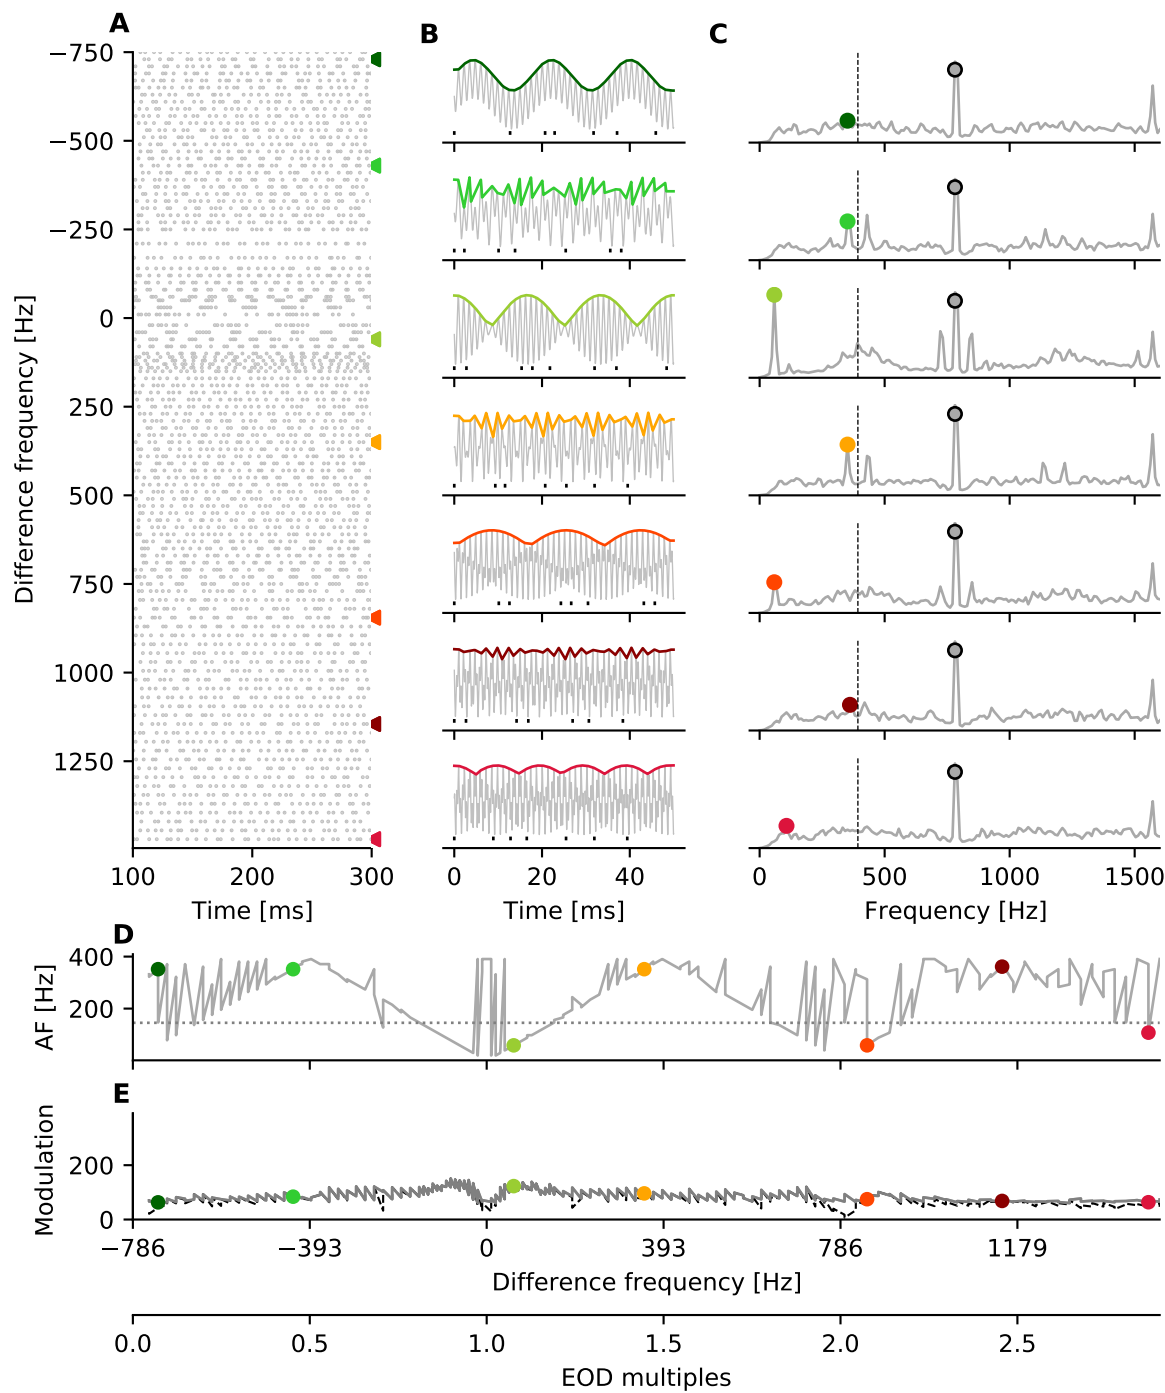 A B C
−750
−500
−250
0
250
500
750
1000
1250
Difference frequency [Hz]
100 200 300 0 20 40 0 500 1000 1500
Time [ms] Time [ms] Frequency [Hz]
D
400
200
AF [Hz]
E
200
0
Modulation
−786 −393 0 393 786 1179
Difference frequency [Hz]
0.0 0.5 1.0 1.5 2.0 2.5
EOD multiples